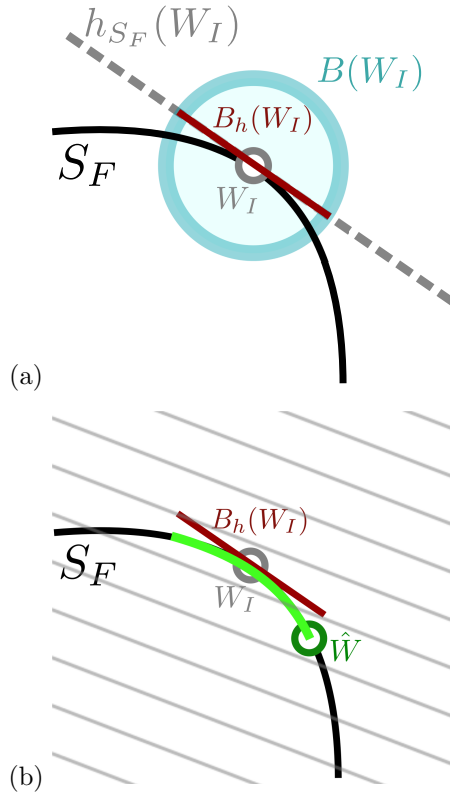 h_{S_F}(W_I)
B(W_I)
B_h(W_I)
S_F
W_I
(a)
B_h(W_I)
S_F
W_I
Ŵ
(b)